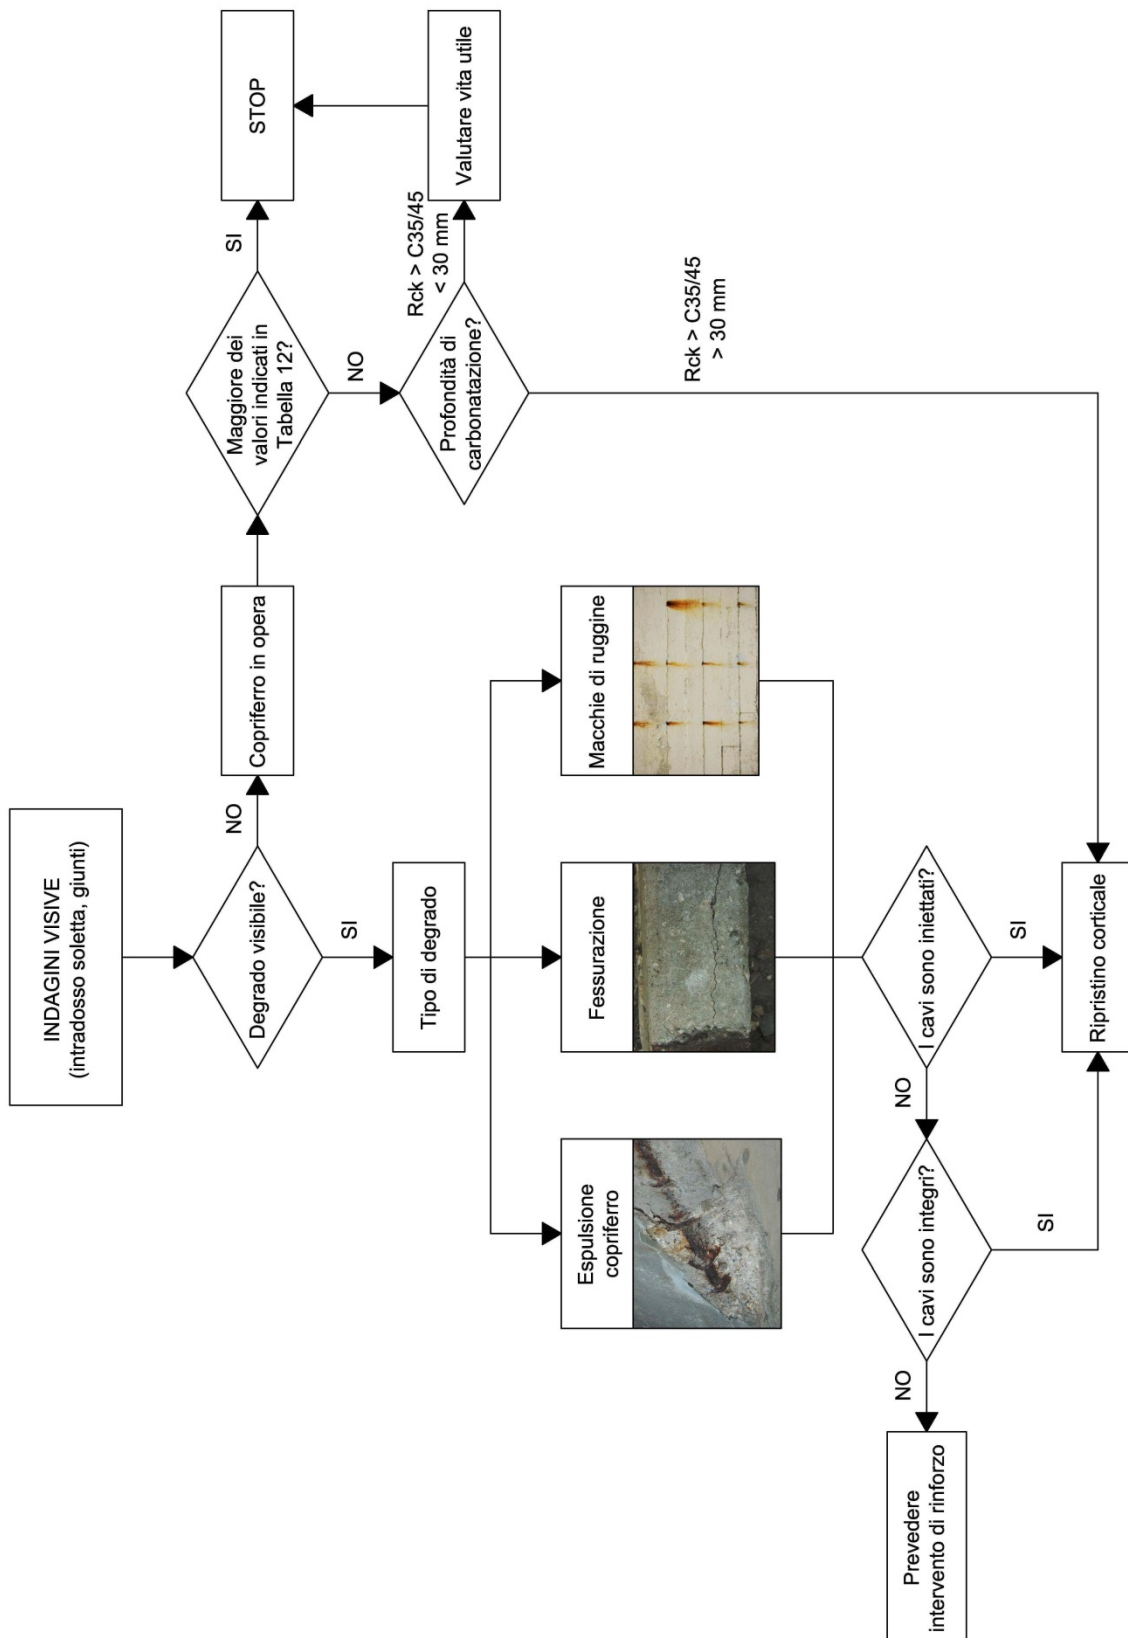 INDAGINI VISIVE
(intradosso soletta, giunti)
Degrado visibile?
NO
SI
Copriferro in opera
Maggiore dei
valori indicati in
Tabella 12?
SI
NO
STOP
Profondità di
carbonatazione?
Rck > C35/45
< 30 mm
Valutare vita utile
Rck > C35/45
> 30 mm
Tipo di degrado
Espulsione
copriferro
Fessurazione
Macchie di ruggine
I cavi sono iniettati?
NO
SI
I cavi sono integri?
NO
SI
Prevedere
intervento di rinforzo
Ripristino corticale